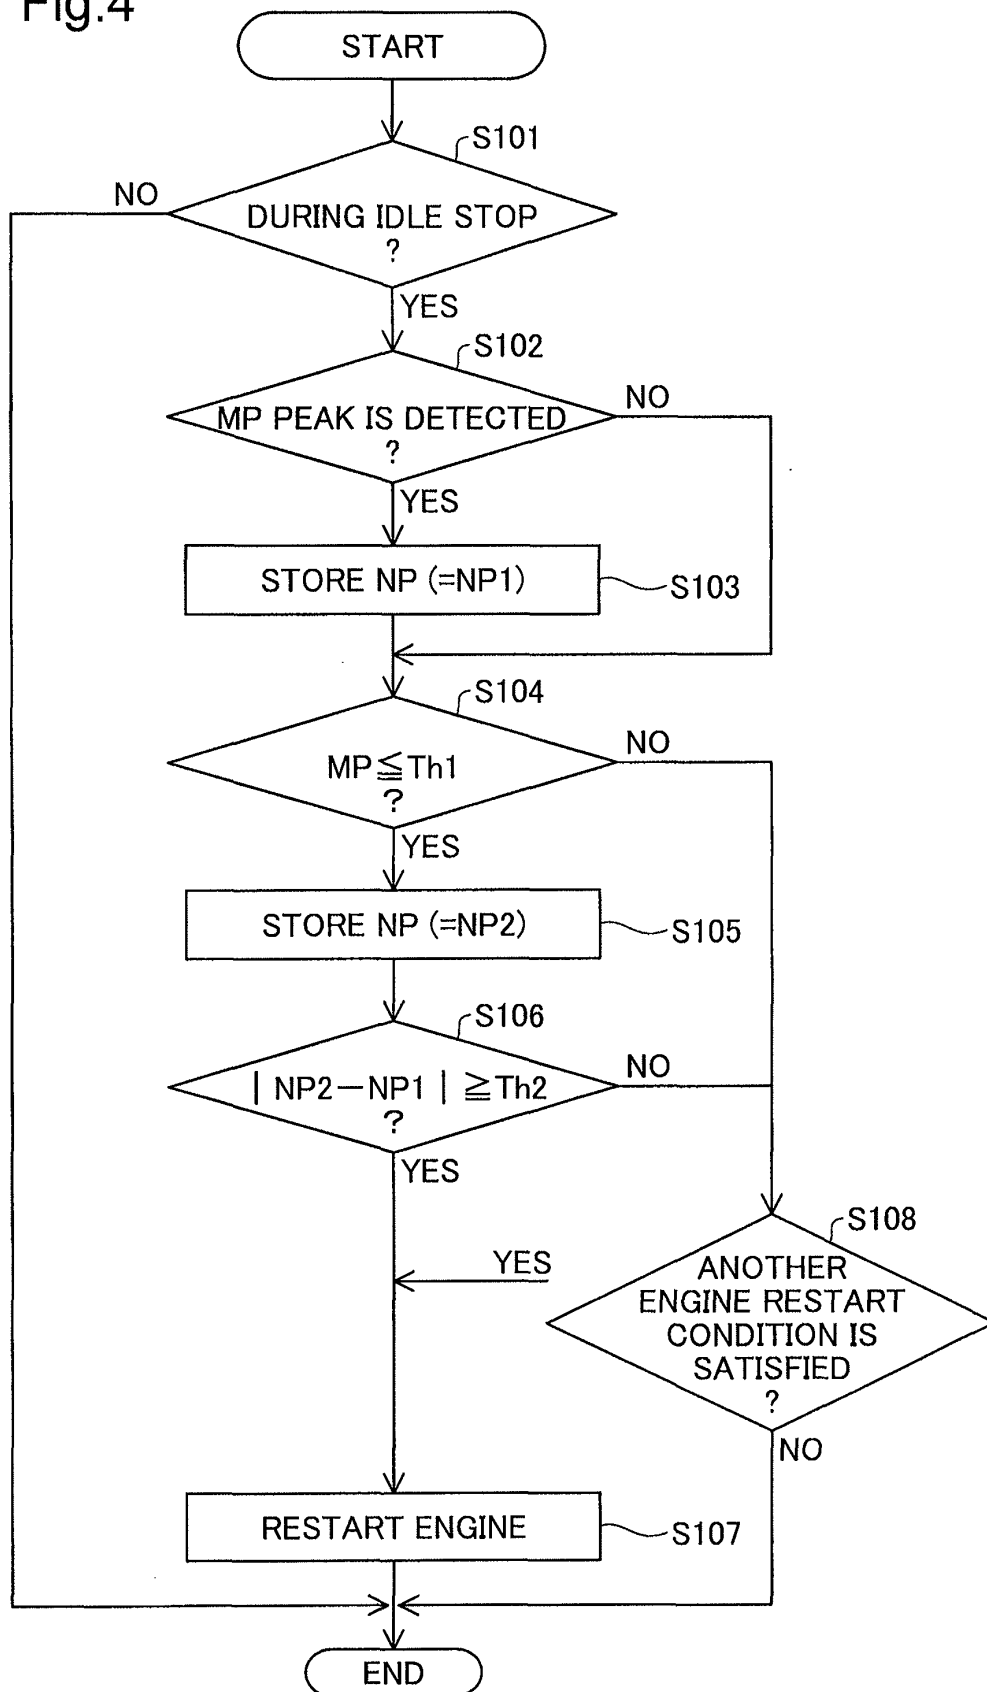 Fig.4
START
S101
NO
DURING IDLE STOP
?
YES
S102
NO
MP PEAK IS DETECTED
?
YES
STORE NP (=NP1)
S103
S104
NO
MP≦Th1
?
YES
STORE NP (=NP2)
S105
S106
NO
| NP2−NP1 | ≧Th2
?
YES
S108
YES
ANOTHER
ENGINE RESTART
CONDITION IS
SATISFIED
?
NO
RESTART ENGINE
S107
END